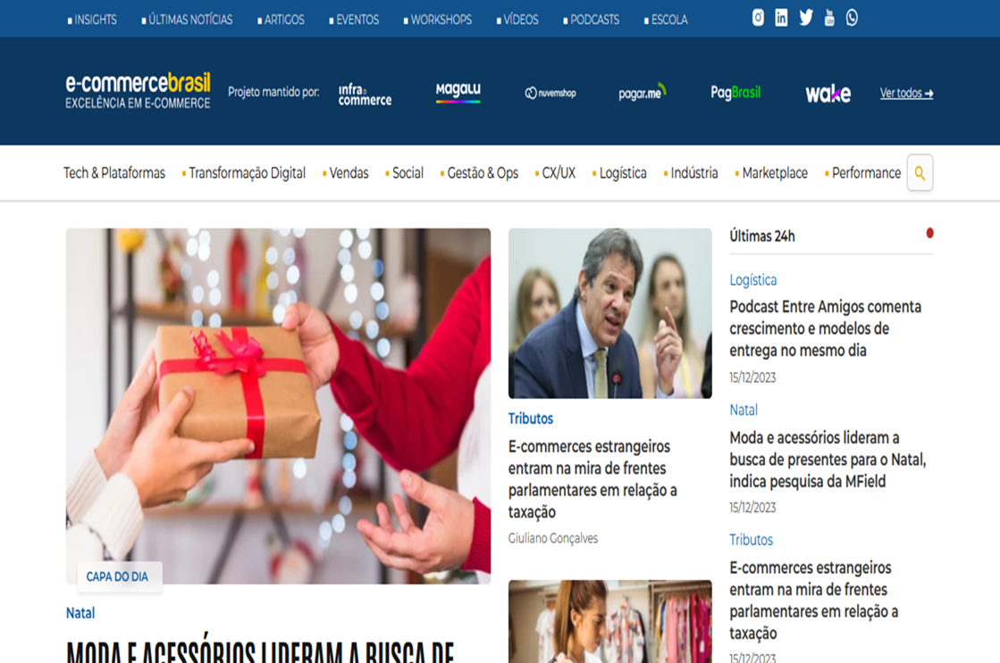 INSIGHTS ÚLTIMAS NOTÍCIAS ARTIGOS EVENTOS WORKSHOPS VÍDEOS PODCASTS ESCOLA
e-commercebrasil
EXCELÊNCIA EM E-COMMERCE
Projeto mantido por:
infra.
commerce
MagaLu
nuvemshop
pagar.me
PagBrasil
wake
Ver todos ➞
Tech & Plataformas Transformação Digital Vendas Social Gestão & Ops CX/UX Logística Indústria Marketplace Performance
CAPA DO DIA
Natal
MODA E ACESSÓRIOS LIDERAM A BUSCA DE
Tributos
E-commerces estrangeiros
entram na mira de frentes
parlamentares em relação a
taxação
Giuliano Gonçalves
Últimas 24h
Logística
Podcast Entre Amigos comenta
crescimento e modelos de
entrega no mesmo dia
15/12/2023
Natal
Moda e acessórios lideram a
busca de presentes para o Natal,
indica pesquisa da MField
15/12/2023
Tributos
E-commerces estrangeiros
entram na mira de frentes
parlamentares em relação a
taxação
15/12/2023